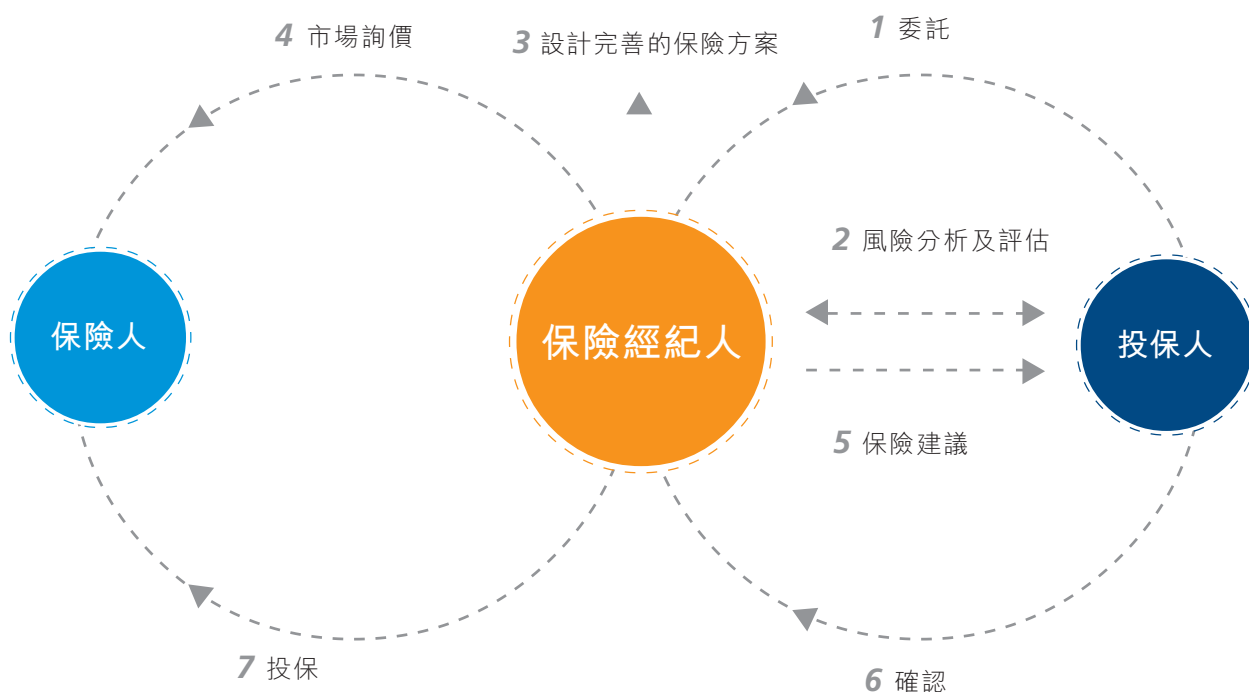 4 市場詢價
3 設計完善的保險方案
1 委託
2 風險分析及評估
保險人
保險經紀人
投保人
5 保險建議
7 投保
6 確認